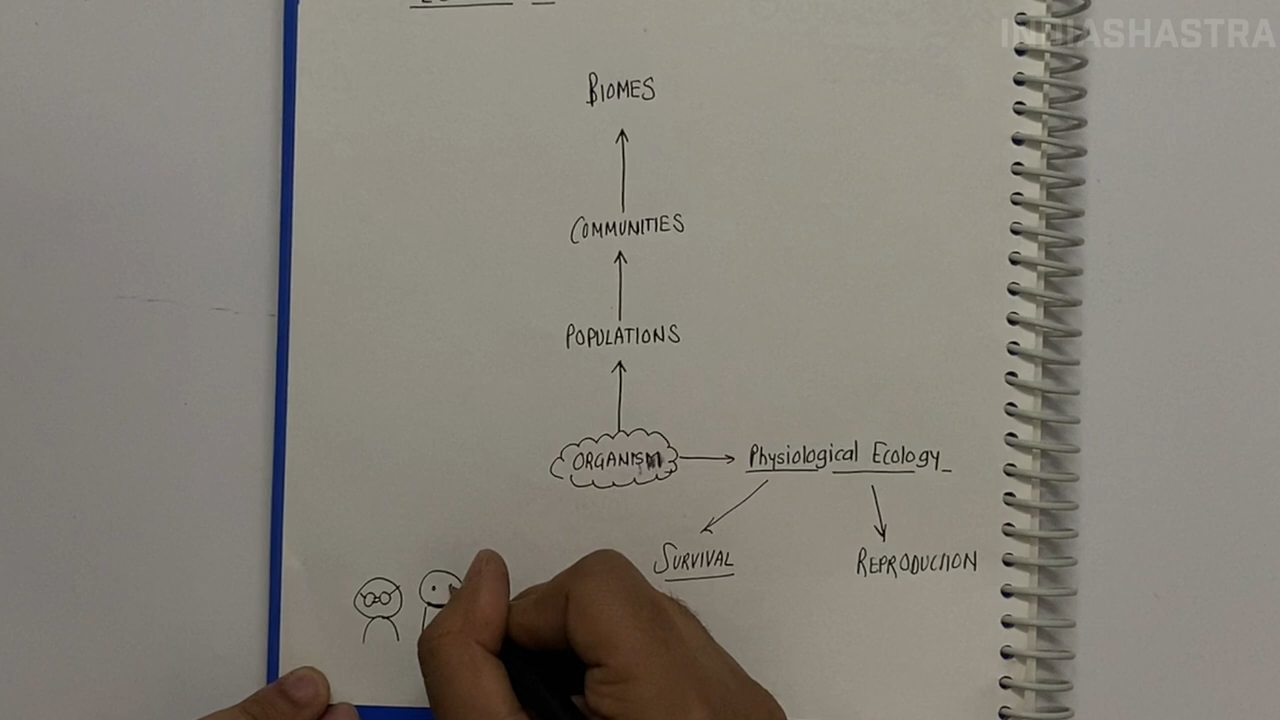 INDIASHASTRA
BIOMES
COMMUNITIES
POPULATIONS
ORGANISM
Physiological Ecology
SURVIVAL
REPRODUCTION